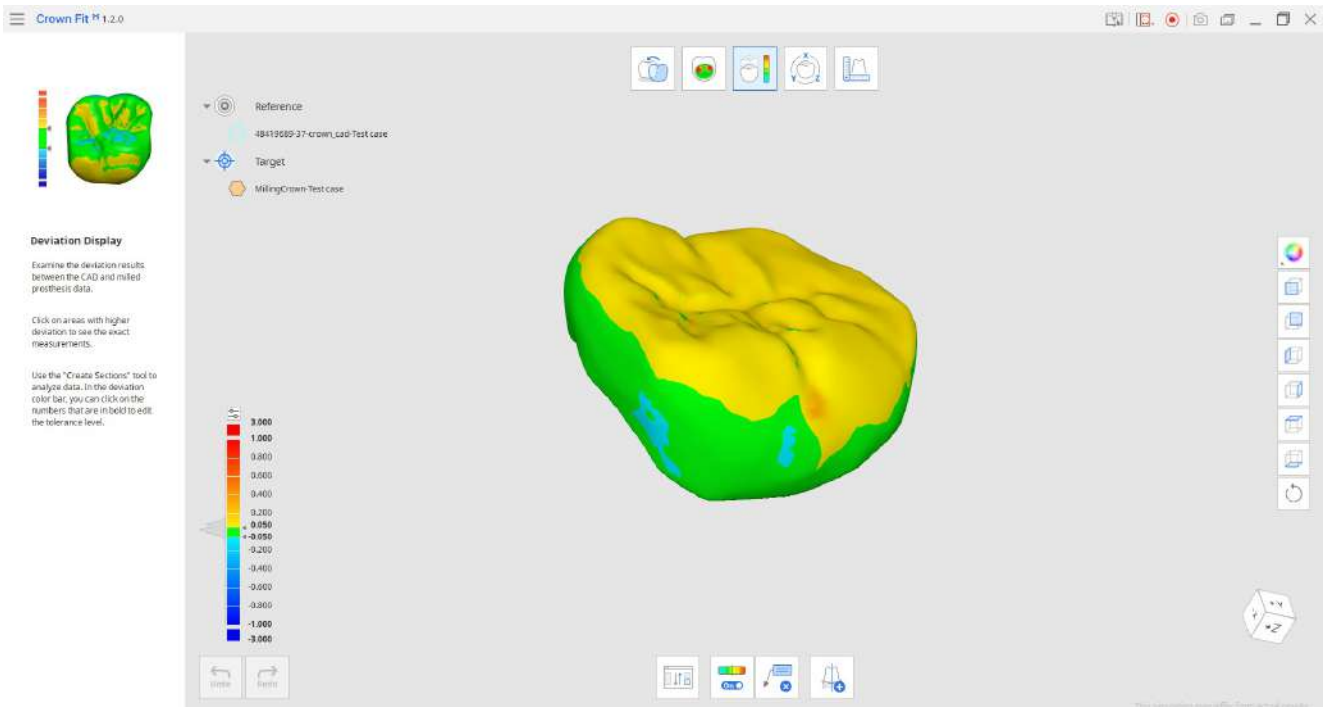 Crown Fit M 1.2.0
Deviation Display
Examine the deviation results
between the CAD and milled
prosthesis data.
Click on areas with higher
deviation to see the exact
measurements.
Use the "Create Sections" tool to
analyze data. In the deviation
color bar, you can click on the
numbers that are in bold to edit
the tolerance level.
Reference
48419689-37-crown_cad-Test case
Target
MillingCrown-Test case
X
Y
Z
3.000
1.000
0.800
0.600
0.400
0.200
0.050
-0.050
-0.200
-0.400
-0.600
-0.800
-1.000
-3.000
Undo
Redo
On
+Z